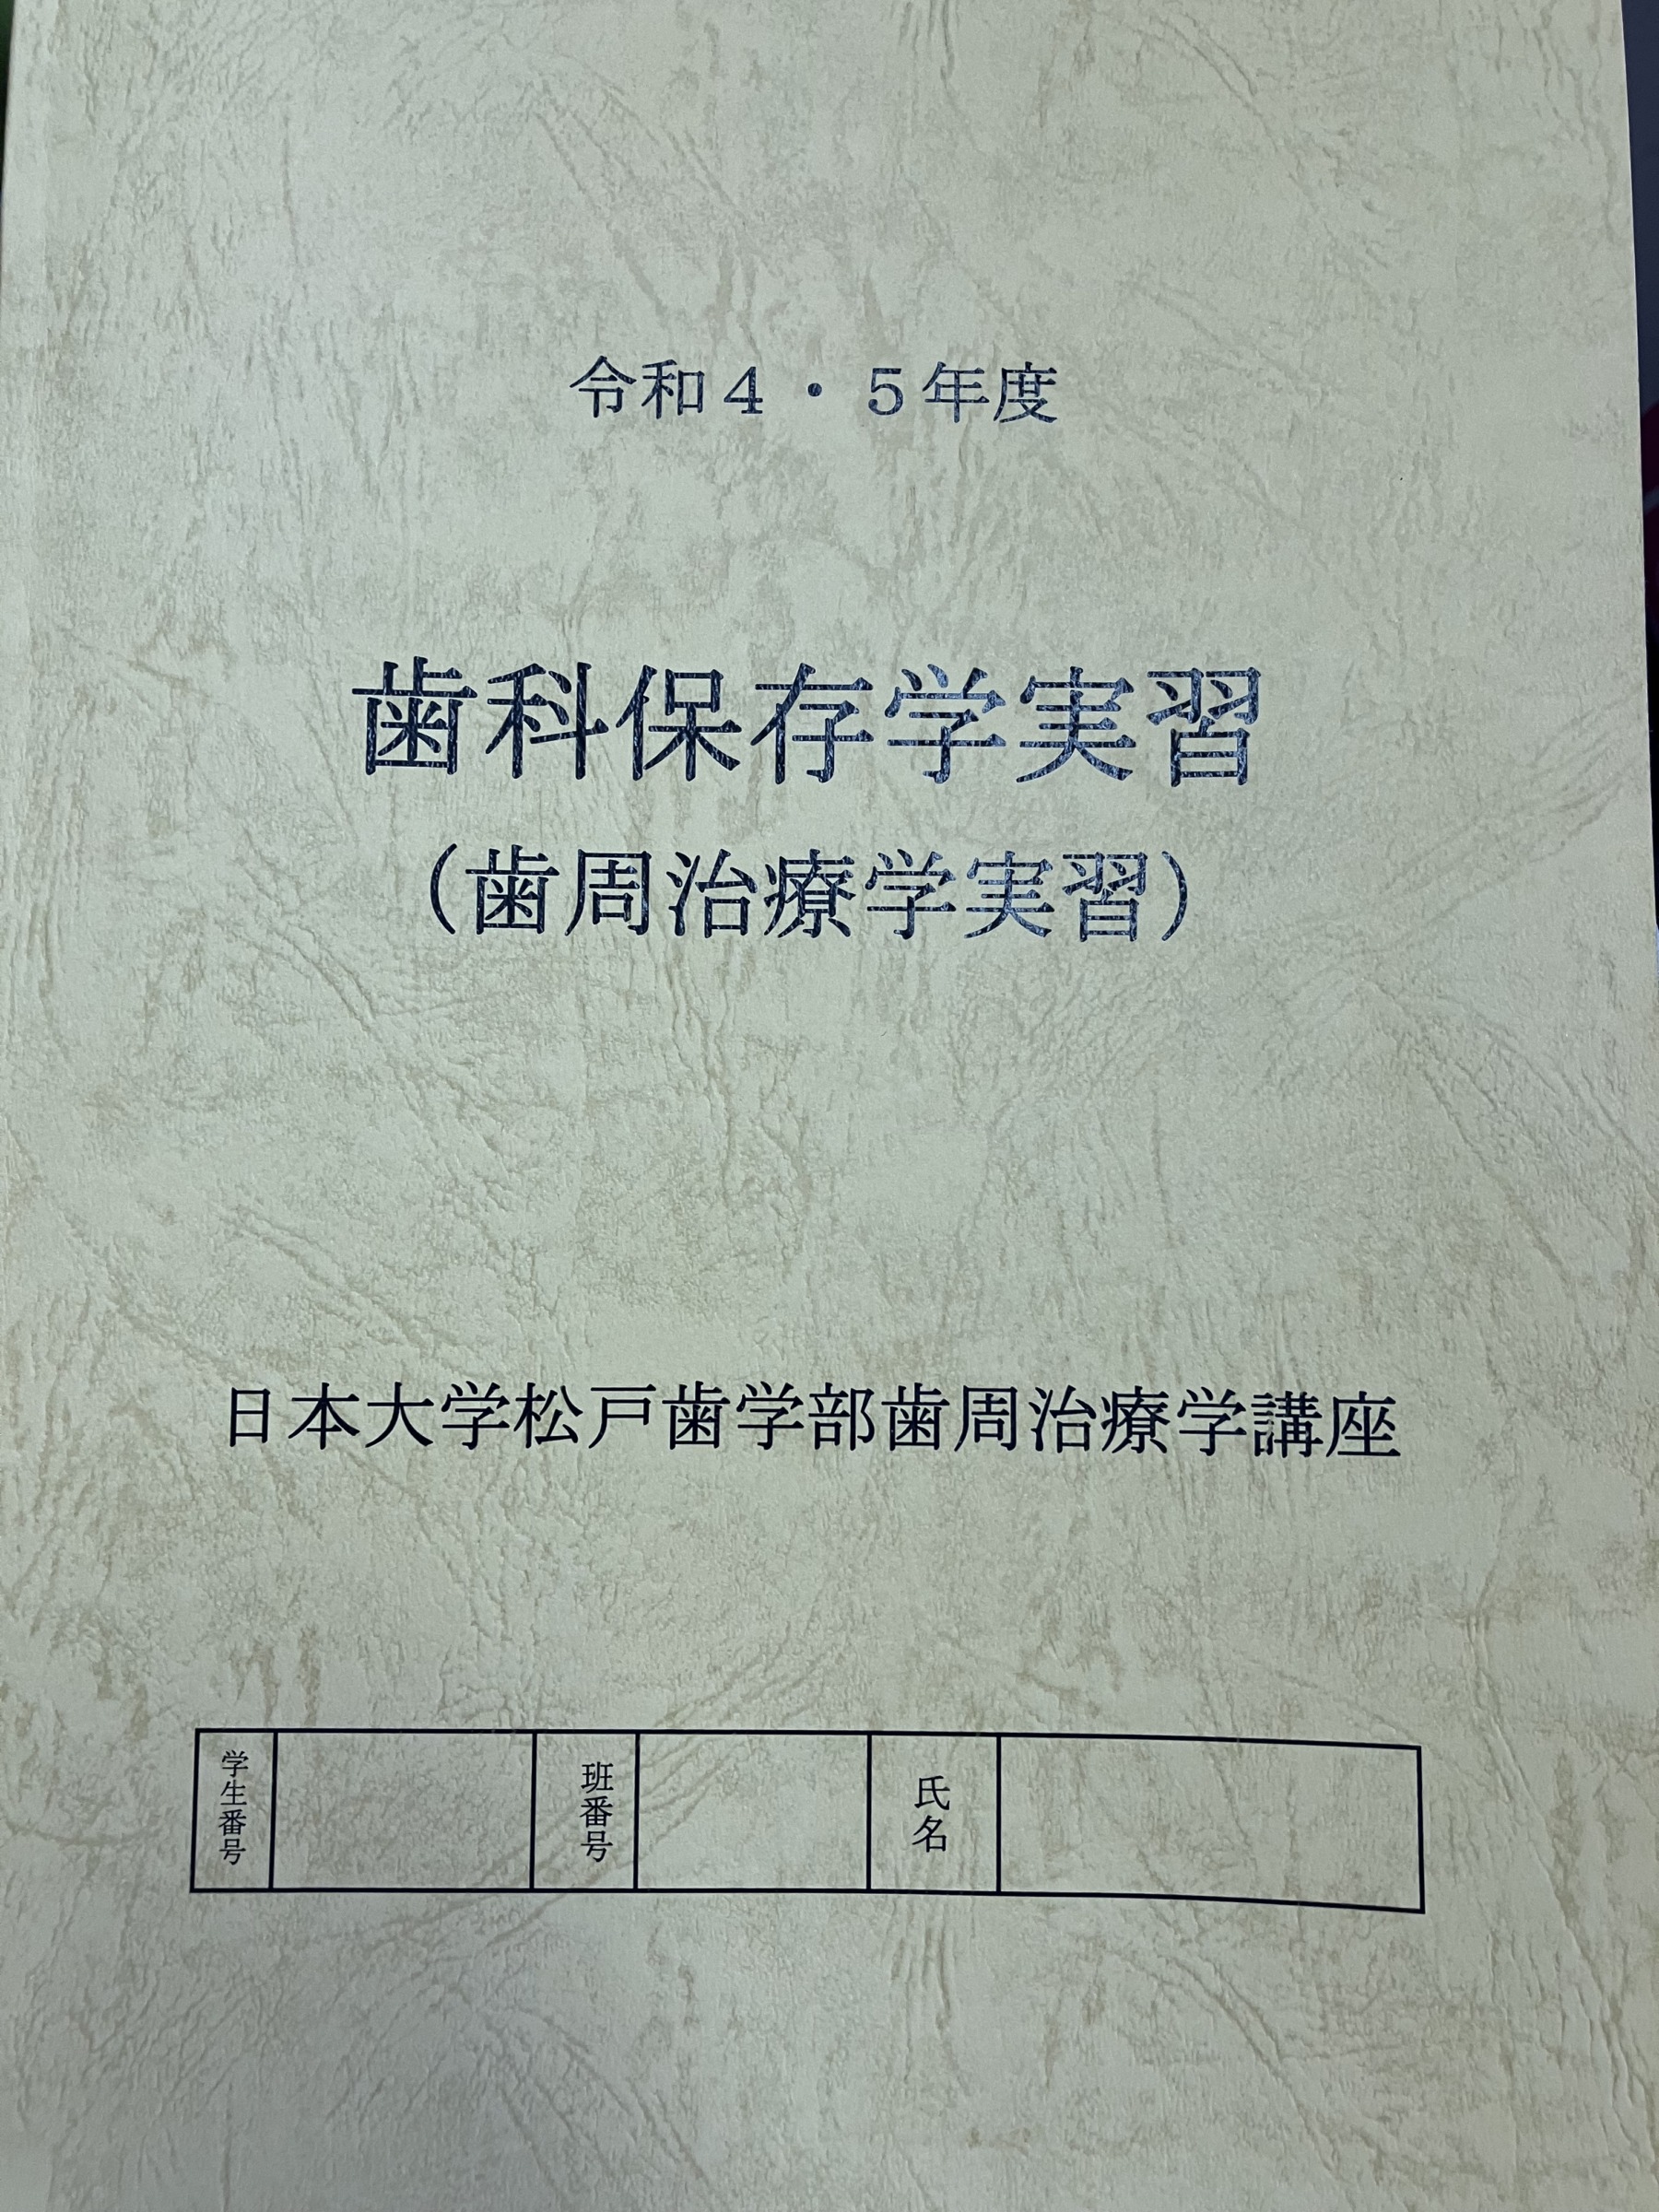 令和４・５年度
歯科保存学実習
（歯周治療学実習）
日本大学松戸歯学部歯周治療学講座
学生番号 班番号 氏名